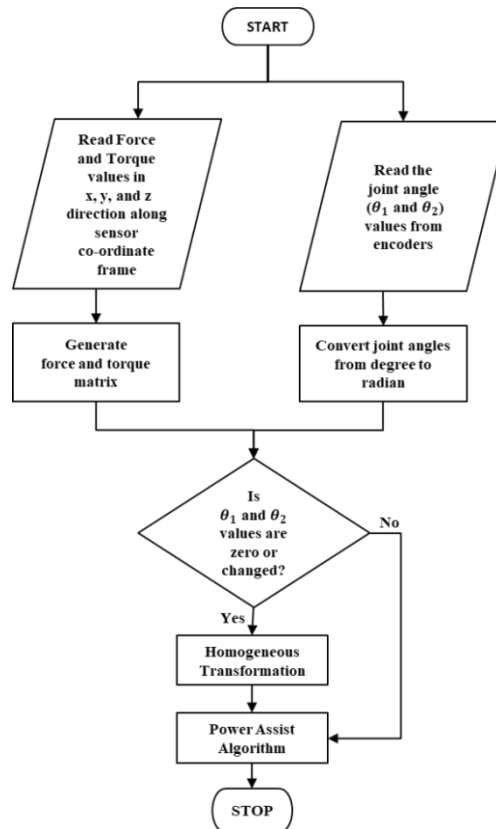 START
Read Force
and Torque
values in
x, y, and z
direction along
sensor
co-ordinate
frame
Read the
joint angle
(θ₁ and θ₂)
values from
encoders
Generate
force and torque
matrix
Convert joint angles
from degree to
radian
Is
θ₁ and θ₂
values are
zero or
changed?
No
Yes
Homogeneous
Transformation
Power Assist
Algorithm
STOP